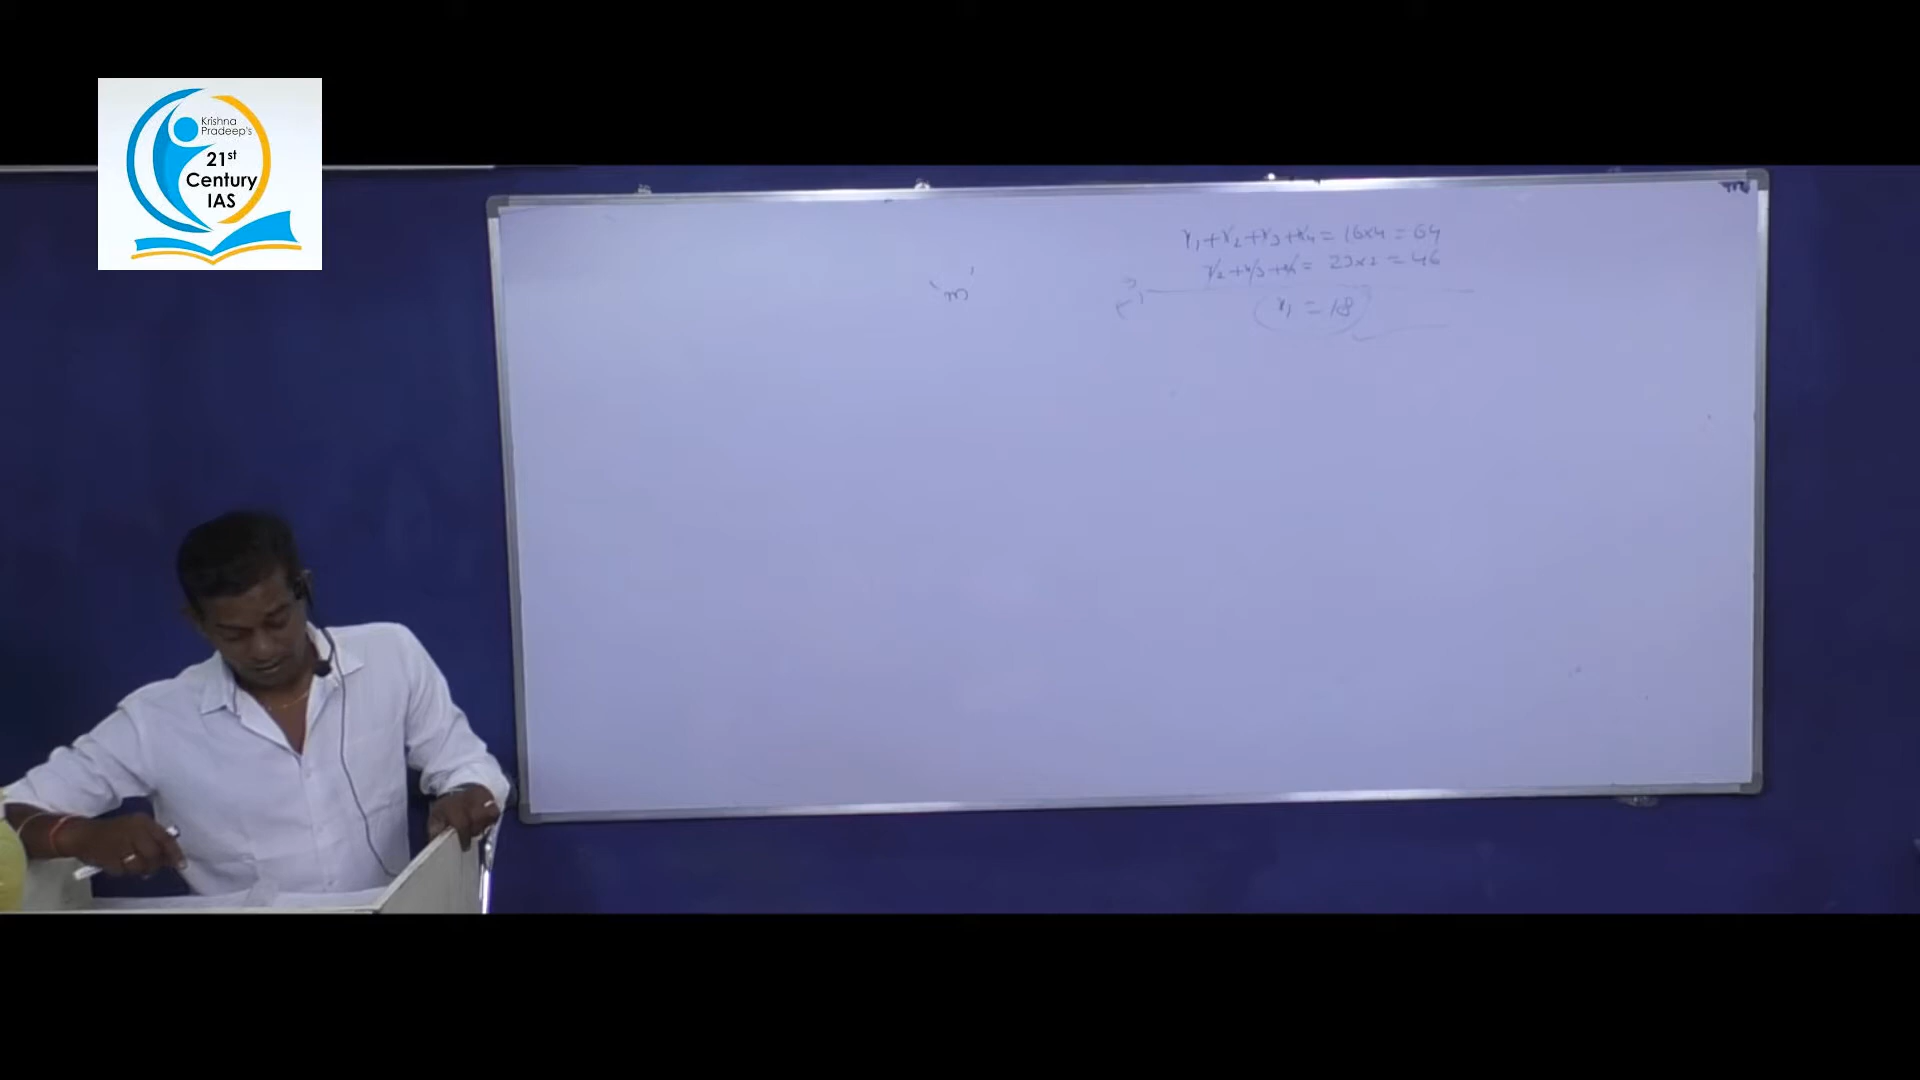 Krishna
Pradeep's
21st
Century
IAS
x₁+x₂+x₃+x₄ = 16x4 = 64
x₂+x₃+x₄ = 23x2 = 46
'm'
x₁ = 18